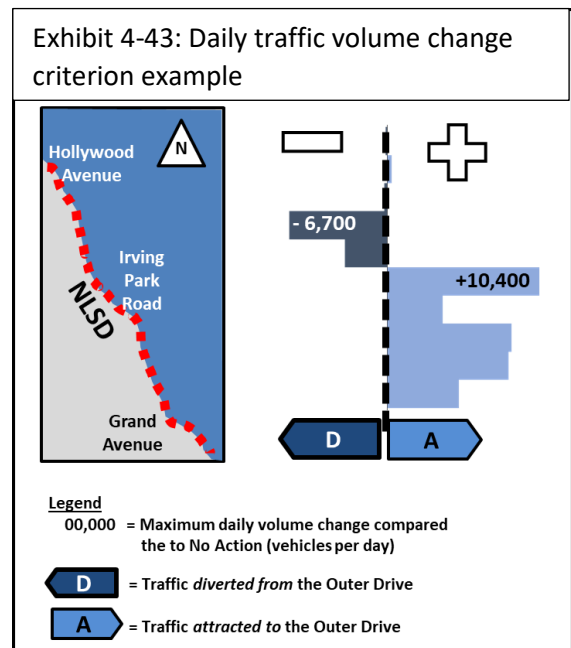 Exhibit 4-43: Daily traffic volume change
criterion example
Hollywood
Avenue
N
Irving
Park
Road
NLSD
Grand
Avenue
- 6,700
+10,400
D
A
Legend
00,000 = Maximum daily volume change compared
the to No Action (vehicles per day)
D = Traffic diverted from the Outer Drive
A = Traffic attracted to the Outer Drive